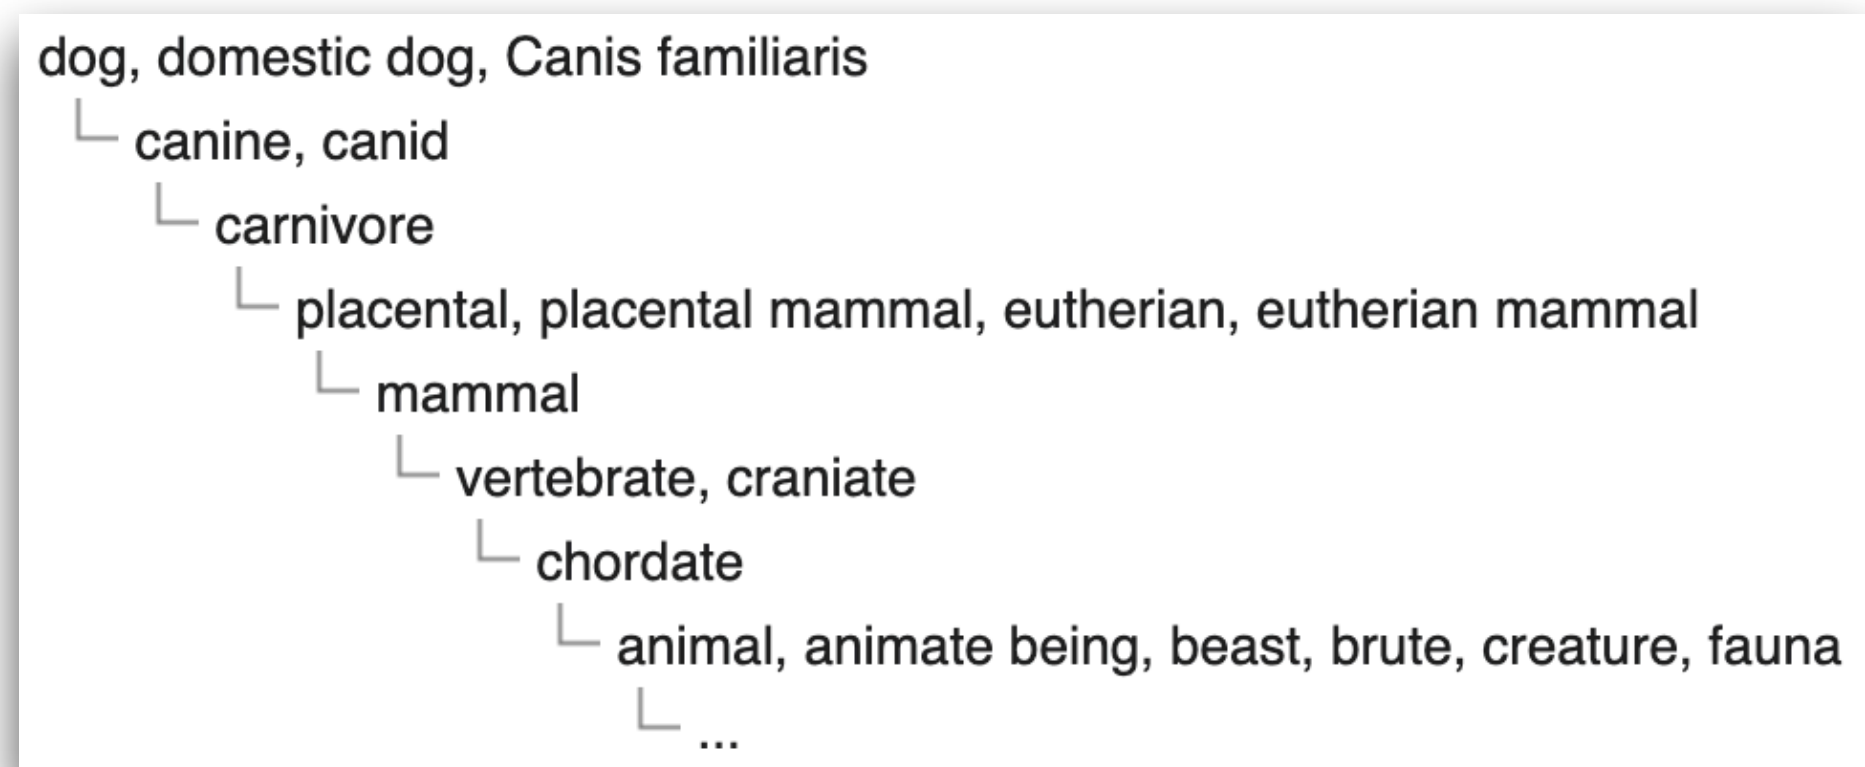 dog, domestic dog, Canis familiaris
canine, canid
carnivore
placental, placental mammal, eutherian, eutherian mammal
mammal
vertebrate, craniate
chordate
animal, animate being, beast, brute, creature, fauna
...